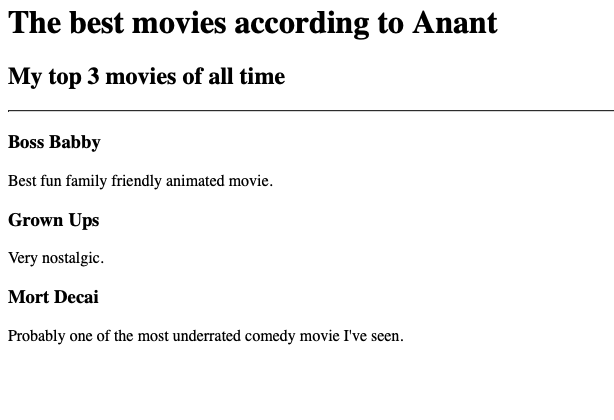 The best movies according to Anant
My top 3 movies of all time
Boss Babby
Best fun family friendly animated movie.
Grown Ups
Very nostalgic.
Mort Decai
Probably one of the most underrated comedy movie I've seen.